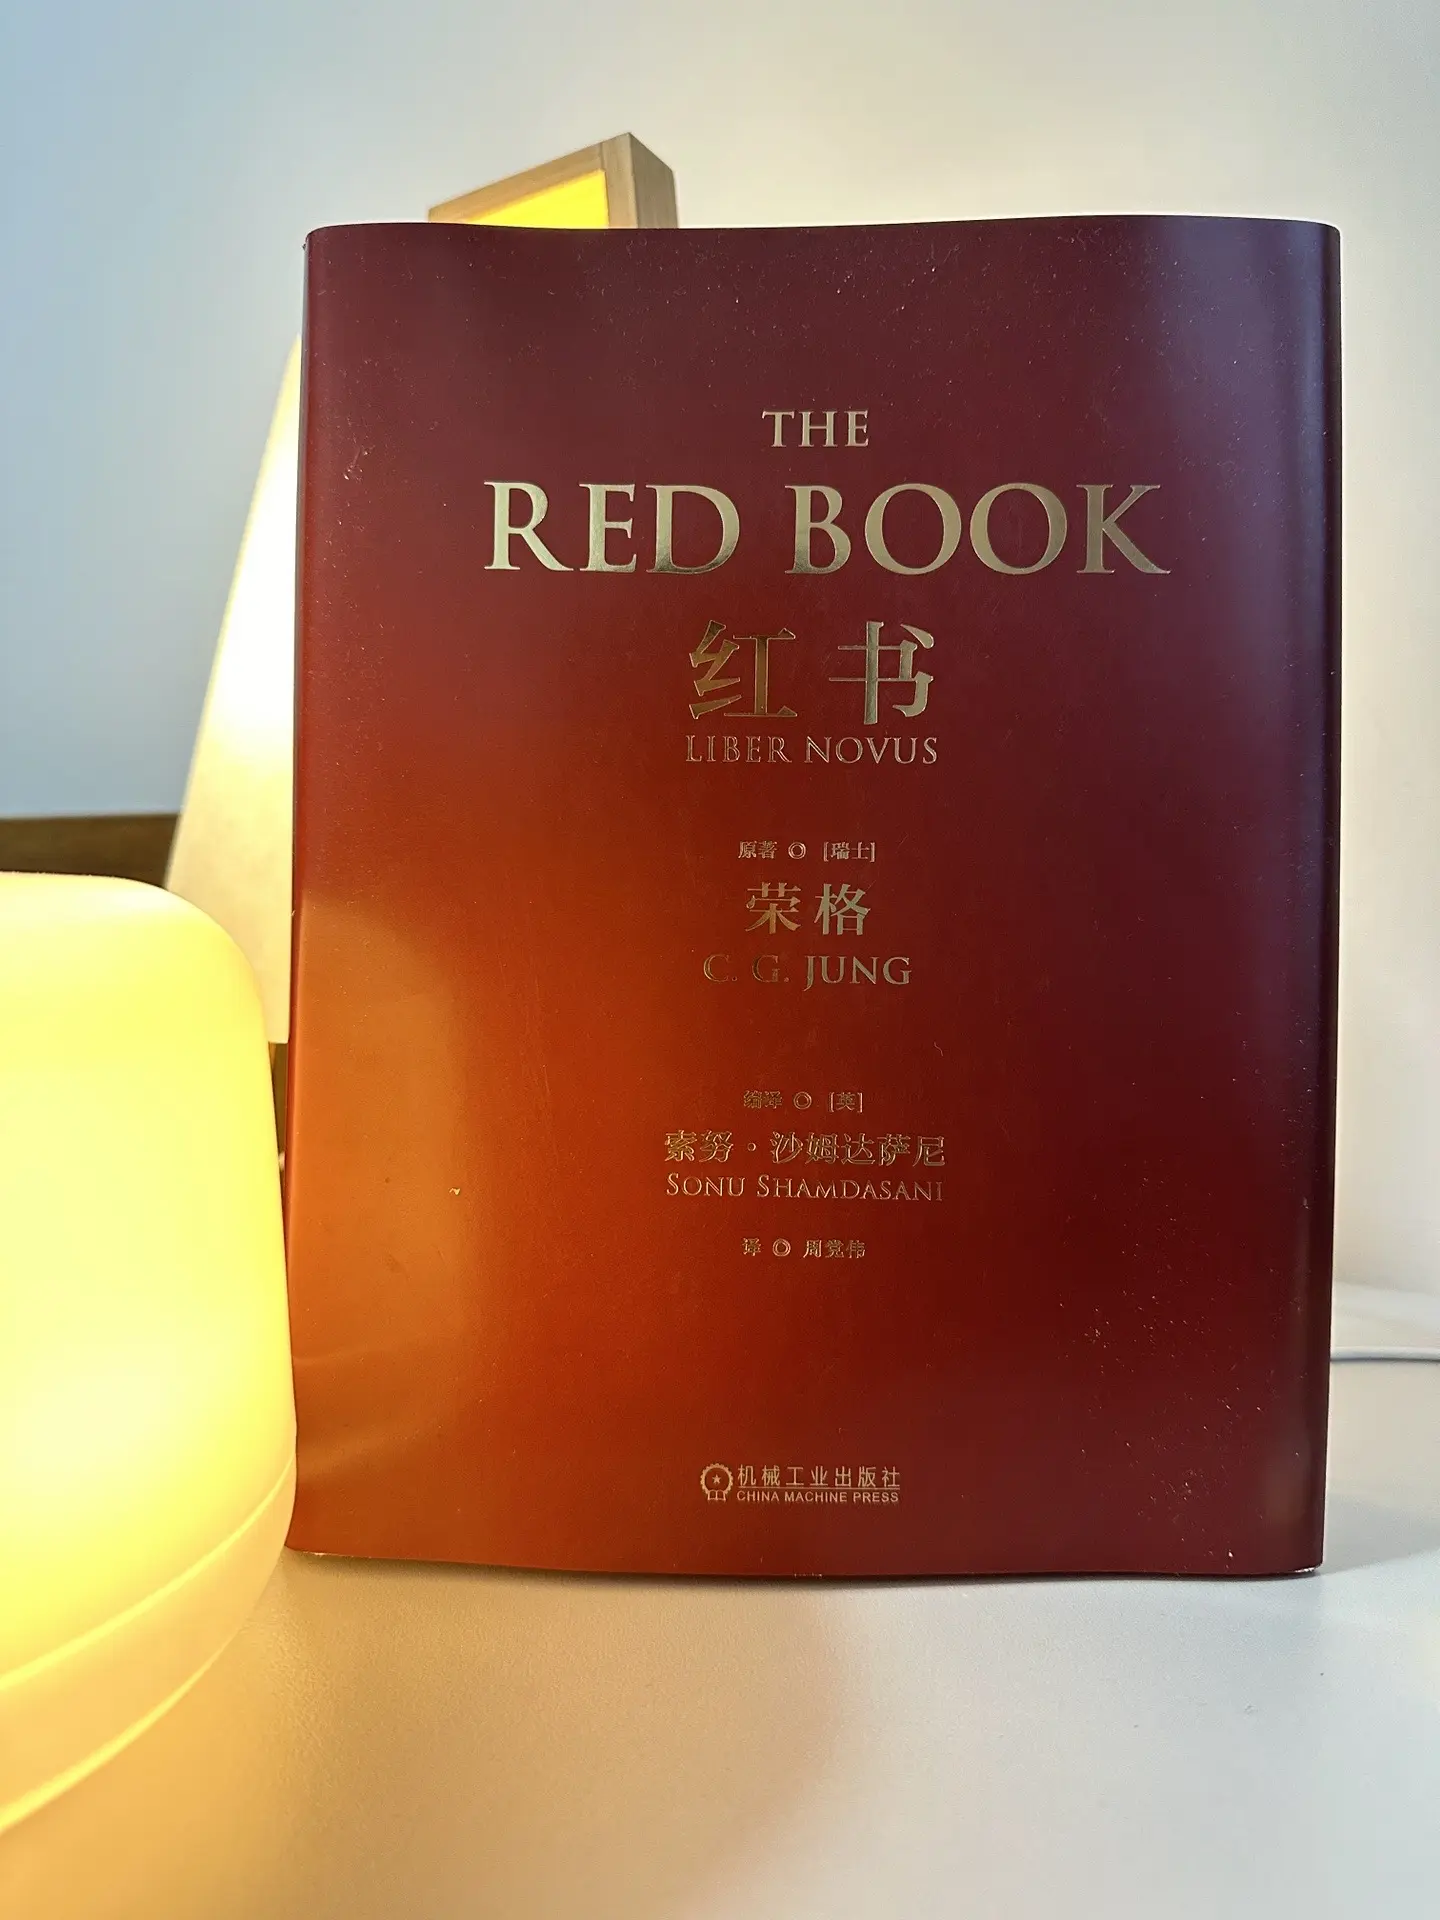 THE
RED BOOK
红书
LIBER NOVUS
原著 ◎ [瑞士]
荣格
C. G. JUNG
编译 ◎ [英]
索努·沙姆达萨尼
SONU SHAMDASANI
译 ◎ 周党伟
机械工业出版社
CHINA MACHINE PRESS